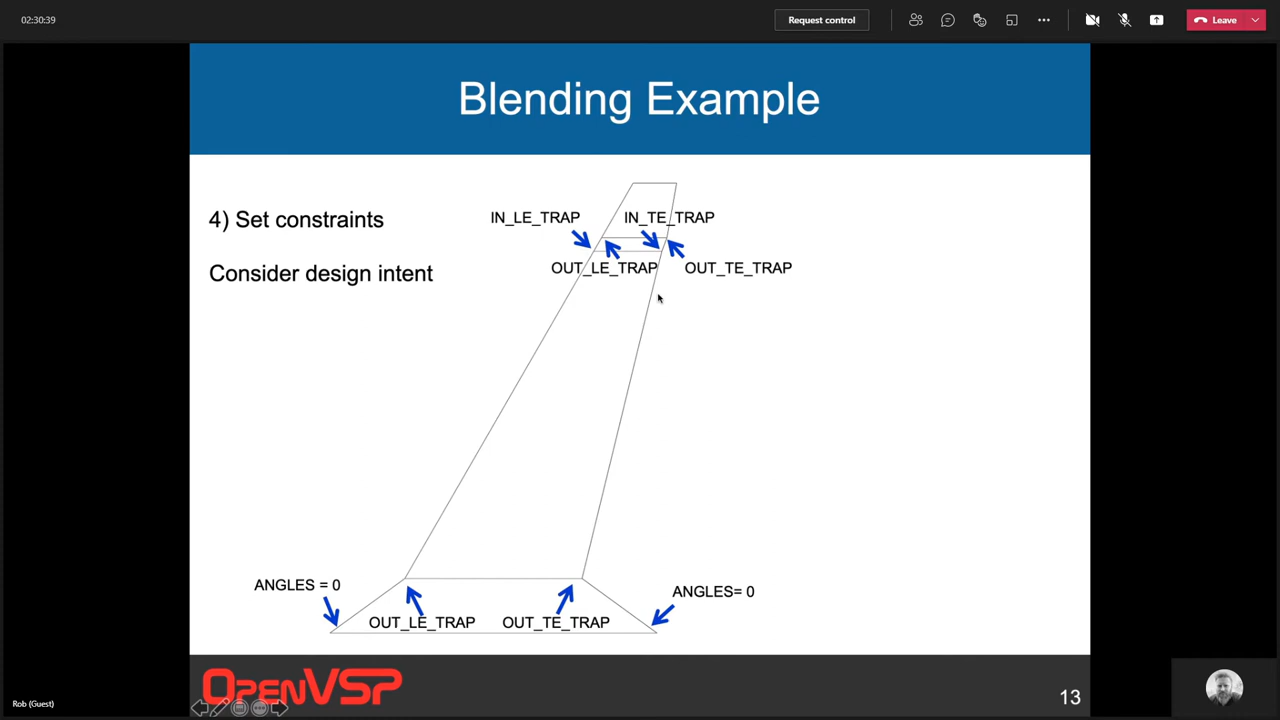 02:30:39
Request control
Leave
Blending Example
4) Set constraints
IN_LE_TRAP
IN_TE_TRAP
OUT_LE_TRAP
OUT_TE_TRAP
Consider design intent
ANGLES = 0
ANGLES= 0
OUT_LE_TRAP
OUT_TE_TRAP
OPENVSP
13
Rob (Guest)